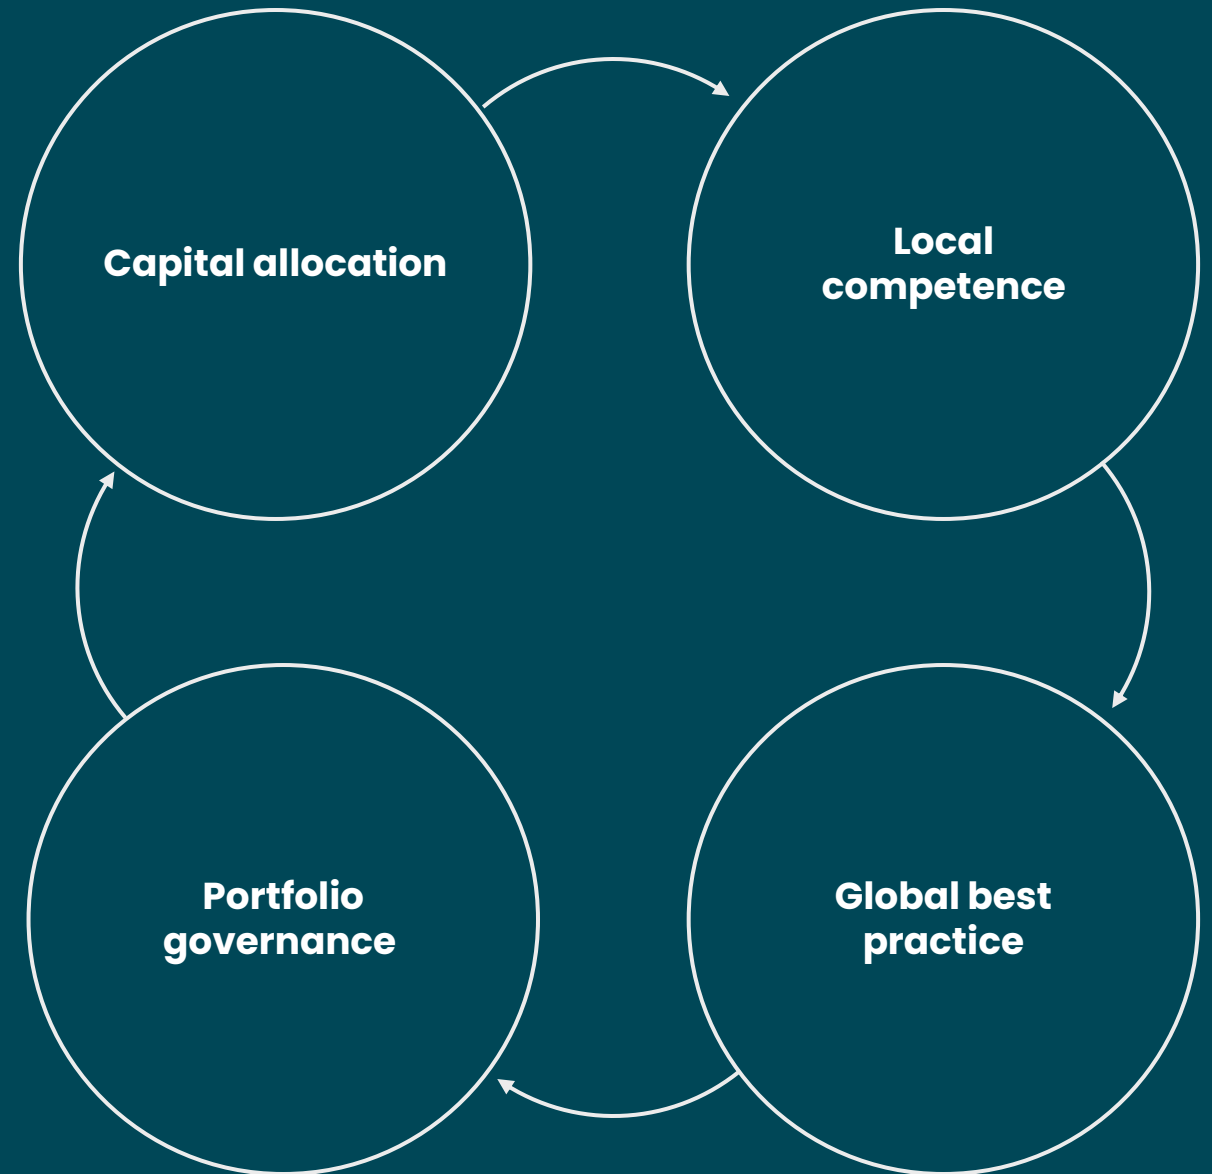 Capital allocation
Local
competence
Portfolio
governance
Global best
practice